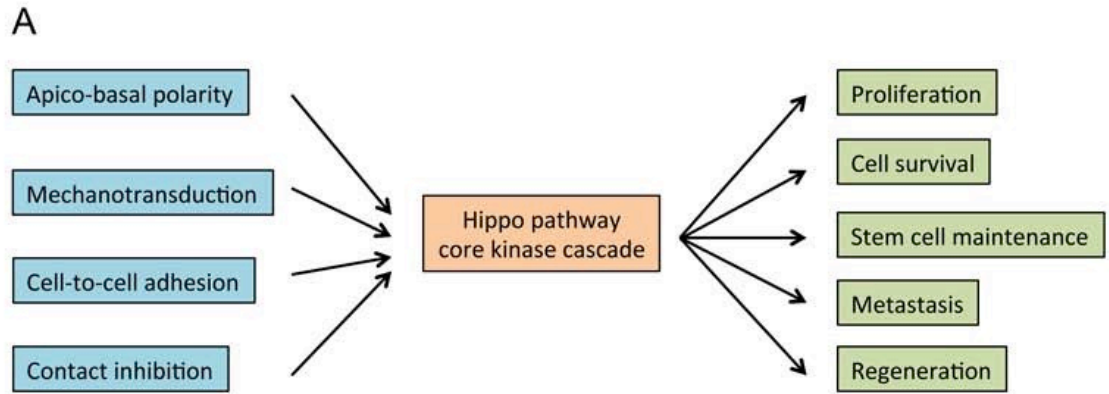 A
Apico-basal polarity
Mechanotransduction
Cell-to-cell adhesion
Contact inhibition
Hippo pathway
core kinase cascade
Proliferation
Cell survival
Stem cell maintenance
Metastasis
Regeneration